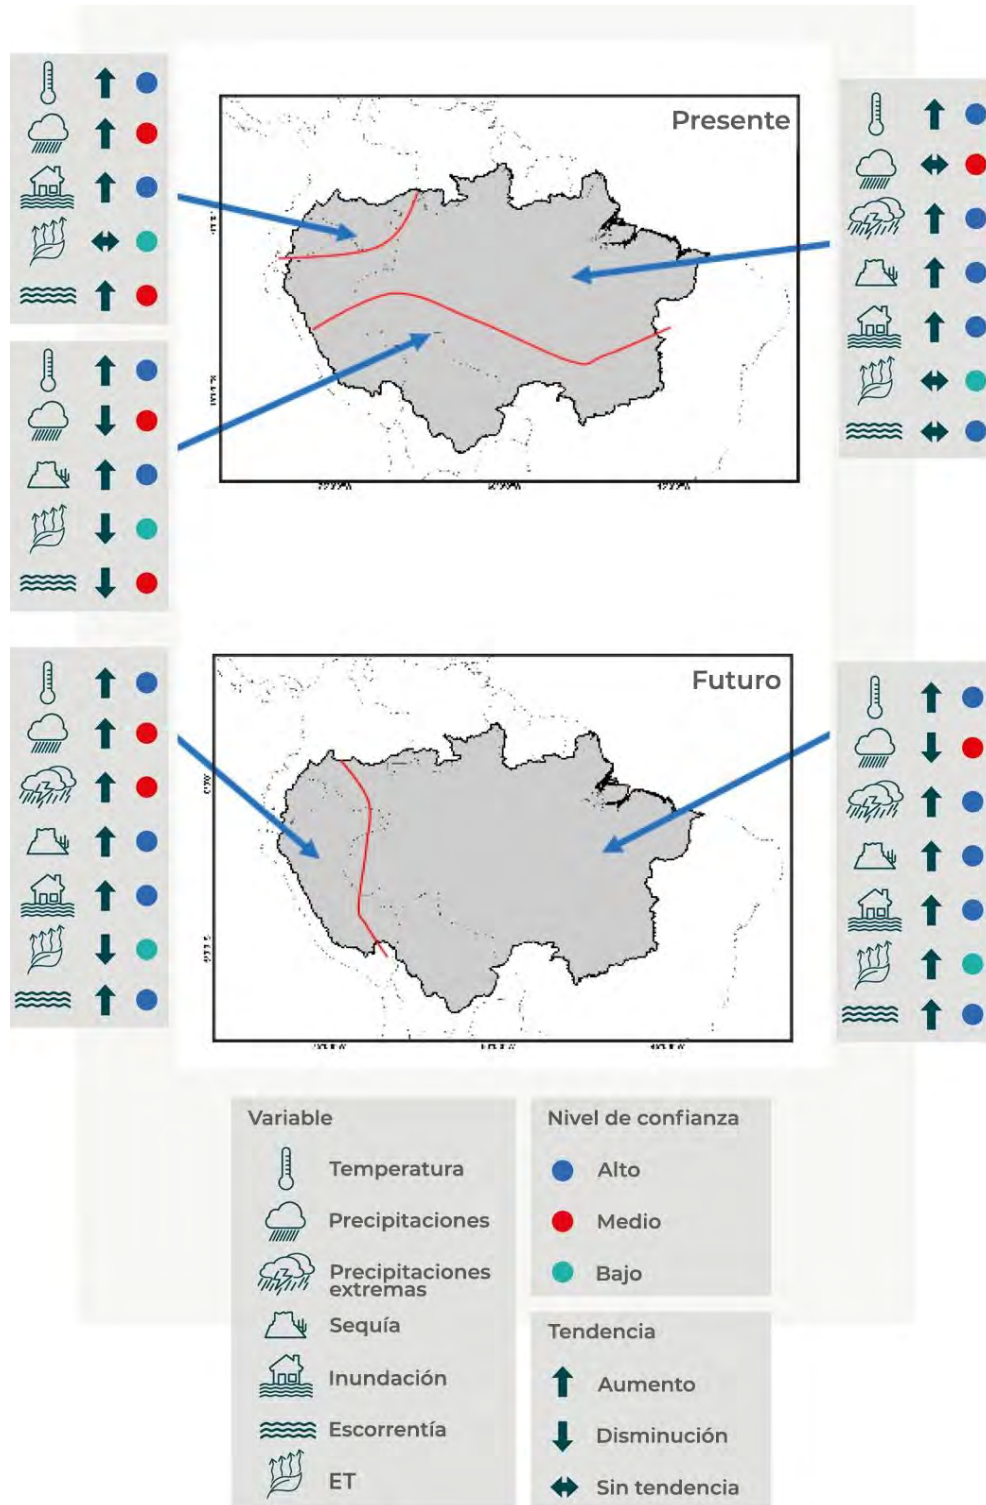 Presente
Futuro
Variable
Temperatura
Precipitaciones
Precipitaciones
extremas
Sequía
Inundación
Escorrentía
ET
Nivel de confianza
Alto
Medio
Bajo
Tendencia
Aumento
Disminución
Sin tendencia